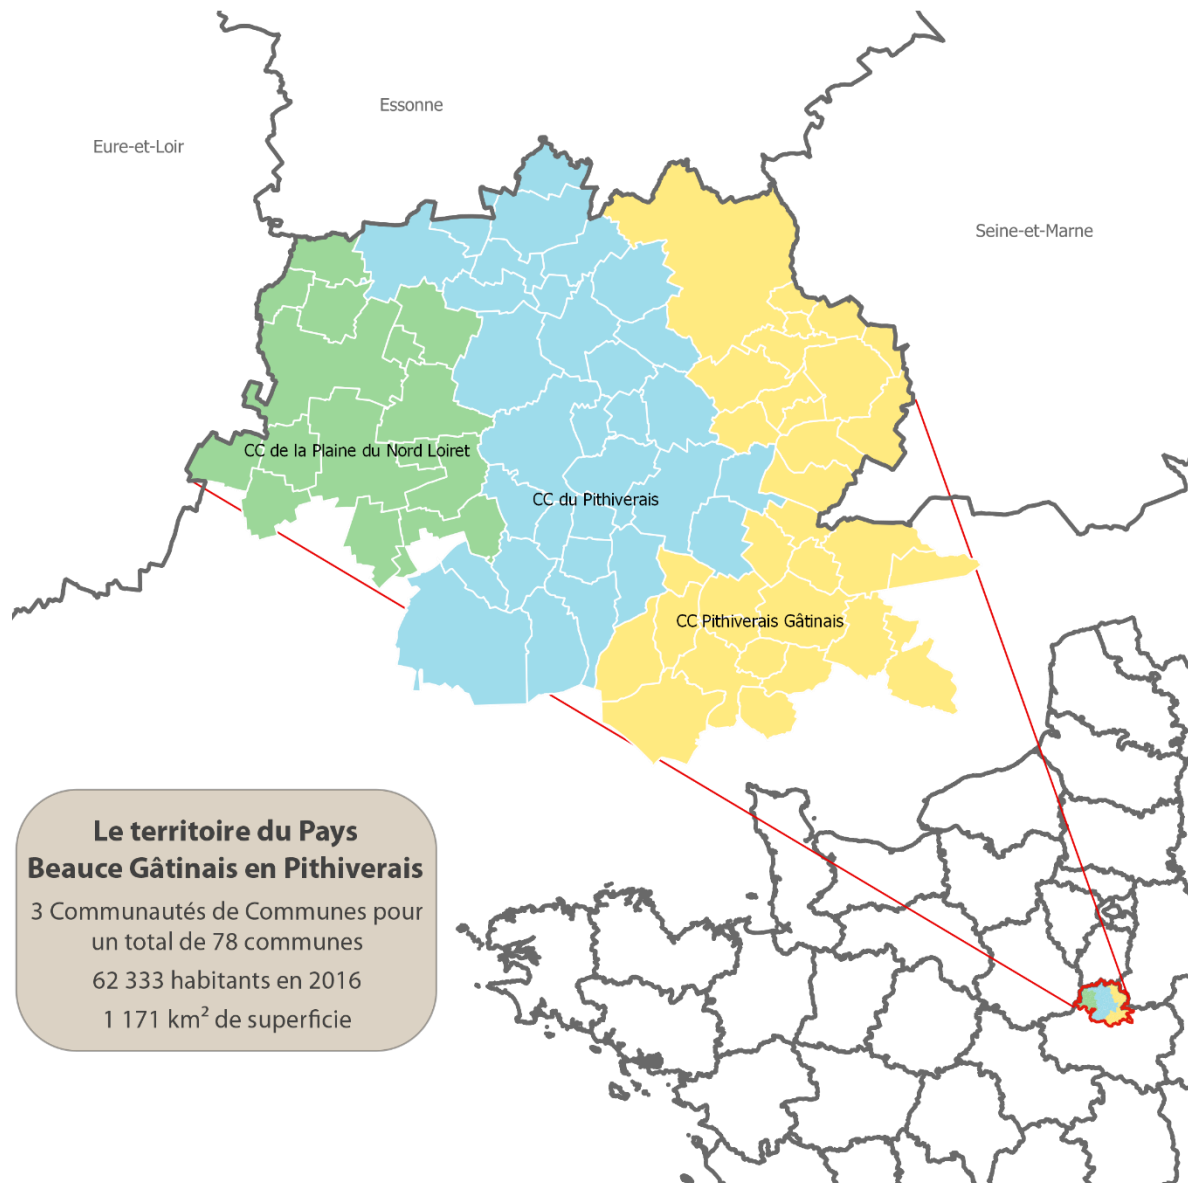 Essonne
Eure-et-Loir
Seine-et-Marne
CC de la Plaine du Nord Loiret
CC du Pithiverais
CC Pithiverais Gâtinais
Le territoire du Pays
Beauce Gâtinais en Pithiverais
3 Communautés de Communes pour
un total de 78 communes
62 333 habitants en 2016
1 171 km² de superficie